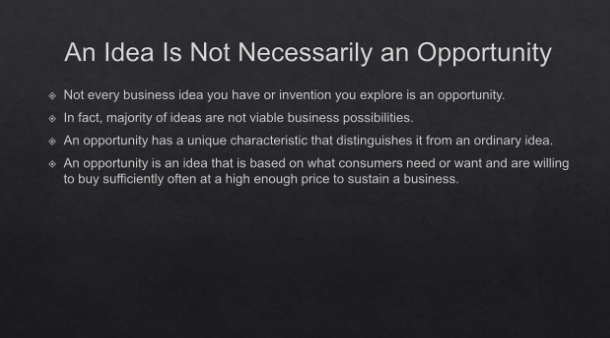 An Idea Is Not Necessarily an Opportunity
Not every business idea you have or invention you explore is an opportunity.
In fact, majority of ideas are not viable business possibilities.
An opportunity has a unique characteristic that distinguishes it from an ordinary idea.
An opportunity is an idea that is based on what consumers need or want and are willing
to buy sufficiently often at a high enough price to sustain a business.